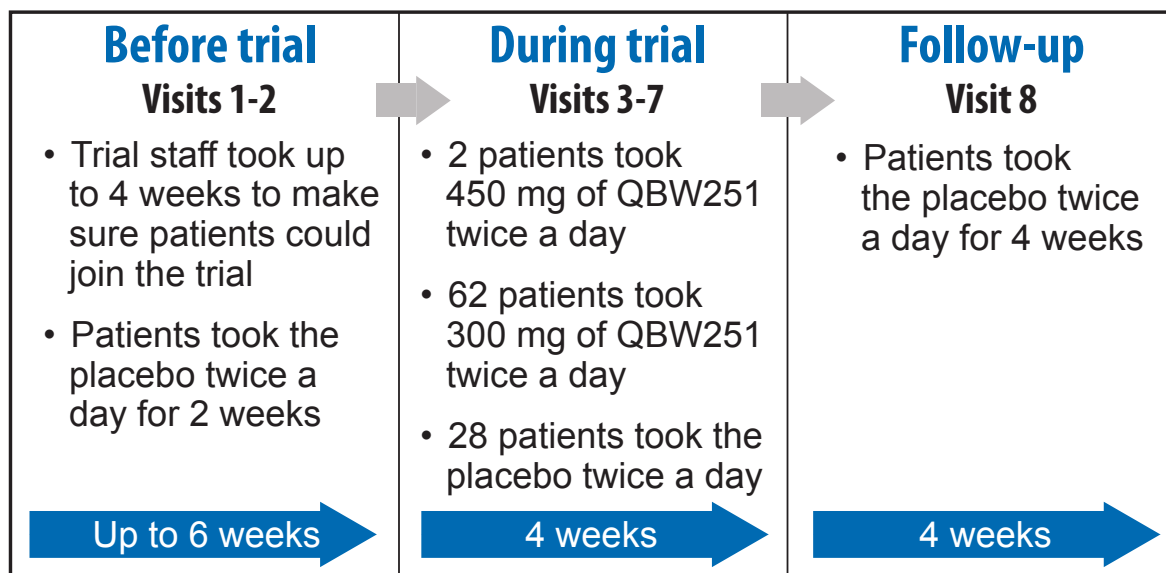 Before trial
Visits 1-2
• Trial staff took up
to 4 weeks to make
sure patients could
join the trial
• Patients took the
placebo twice a
day for 2 weeks
Up to 6 weeks
During trial
Visits 3-7
• 2 patients took
450 mg of QBW251
twice a day
• 62 patients took
300 mg of QBW251
twice a day
• 28 patients took the
placebo twice a day
4 weeks
Follow-up
Visit 8
• Patients took
the placebo twice
a day for 4 weeks
4 weeks